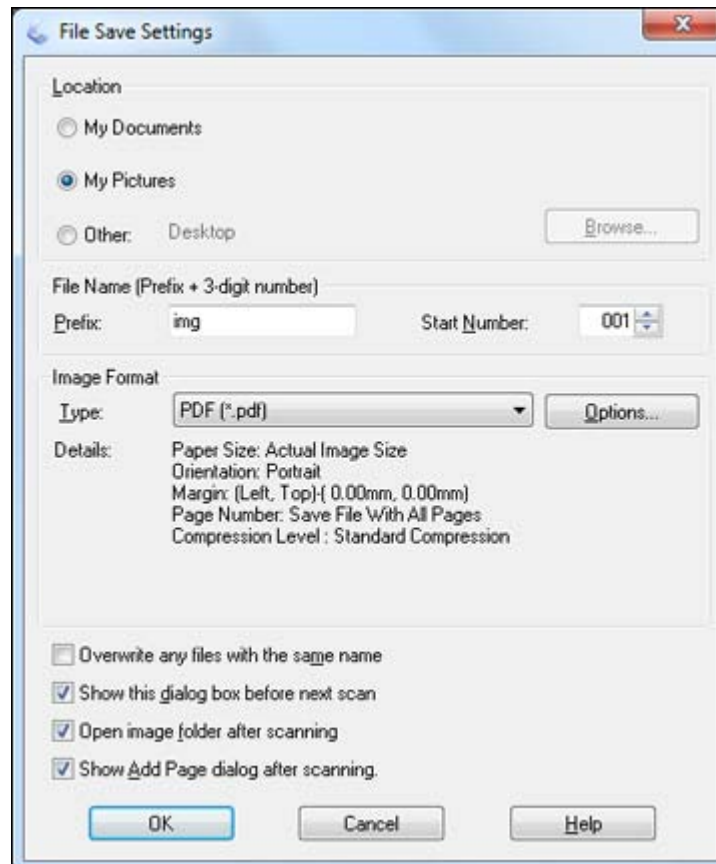 File Save Settings
Location
My Documents
My Pictures
Other: Desktop Browse...
File Name (Prefix + 3-digit number)
Prefix: img Start Number: 001
Image Format
Type: PDF (*.pdf) Options...
Details: Paper Size: Actual Image Size
Orientation: Portrait
Margin: (Left, Top)-( 0.00mm, 0.00mm)
Page Number: Save File With All Pages
Compression Level : Standard Compression
Overwrite any files with the same name
Show this dialog box before next scan
Open image folder after scanning
Show Add Page dialog after scanning.
OK Cancel Help